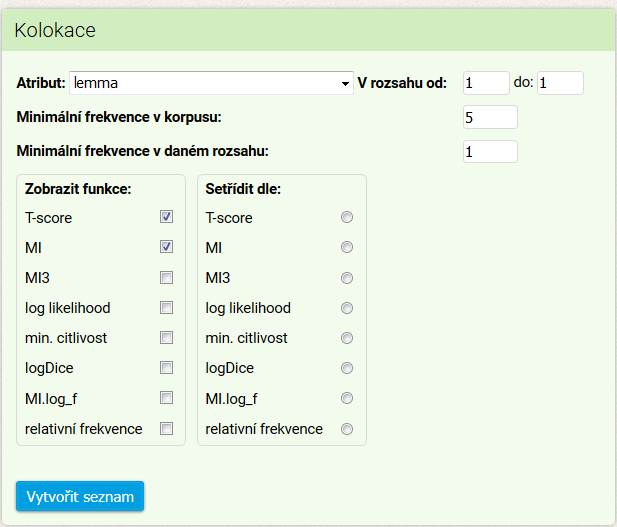 Kolokace
Atribut: lemma V rozsahu od: 1 do: 1
Minimální frekvence v korpusu: 5
Minimální frekvence v daném rozsahu: 1
Zobrazit funkce:
T-score
MI
MI3
log likelihood
min. citlivost
logDice
MI.log_f
relativní frekvence
Setřídit dle:
T-score
MI
MI3
log likelihood
min. citlivost
logDice
MI.log_f
relativní frekvence
Vytvořit seznam